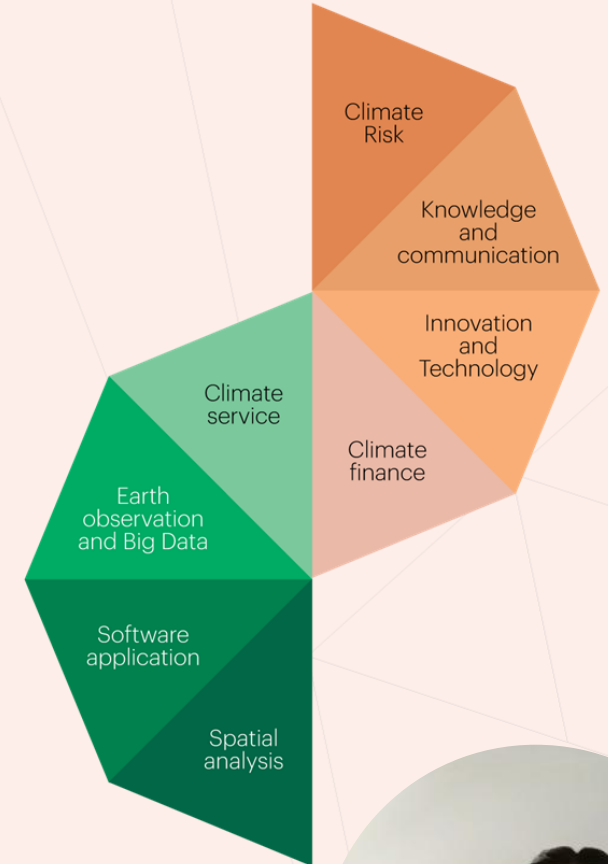 Climate
Risk
Knowledge
and
communication
Innovation
and
Technology
Climate
finance
Climate
service
Earth
observation
and Big Data
Software
application
Spatial
analysis